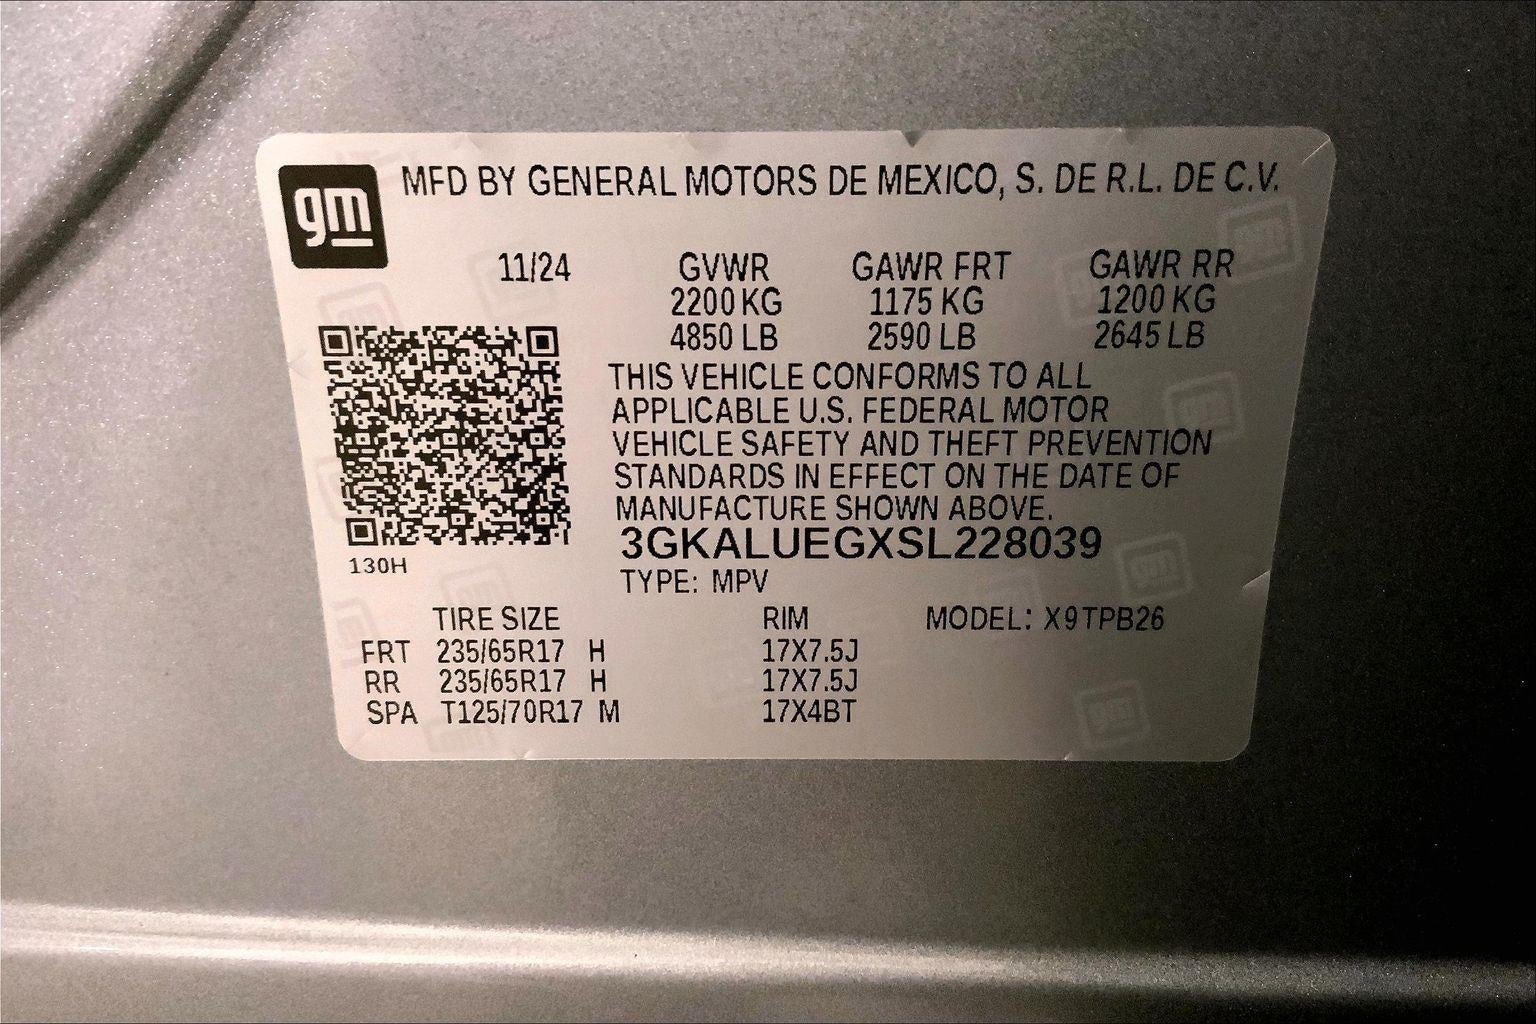 gm MFD BY GENERAL MOTORS DE MEXICO, S. DE R.L. DE C.V.
11/24 GVWR GAWR FRT GAWR RR
2200 KG 1175 KG 1200 KG
4850 LB 2590 LB 2645 LB
THIS VEHICLE CONFORMS TO ALL
APPLICABLE U.S. FEDERAL MOTOR
VEHICLE SAFETY AND THEFT PREVENTION
STANDARDS IN EFFECT ON THE DATE OF
MANUFACTURE SHOWN ABOVE.
3GKALUEGXSL228039
130H
TYPE: MPV
TIRE SIZE RIM MODEL: X9TPB26
FRT 235/65R17 H 17X7.5J
RR 235/65R17 H 17X7.5J
SPA T125/70R17 M 17X4BT